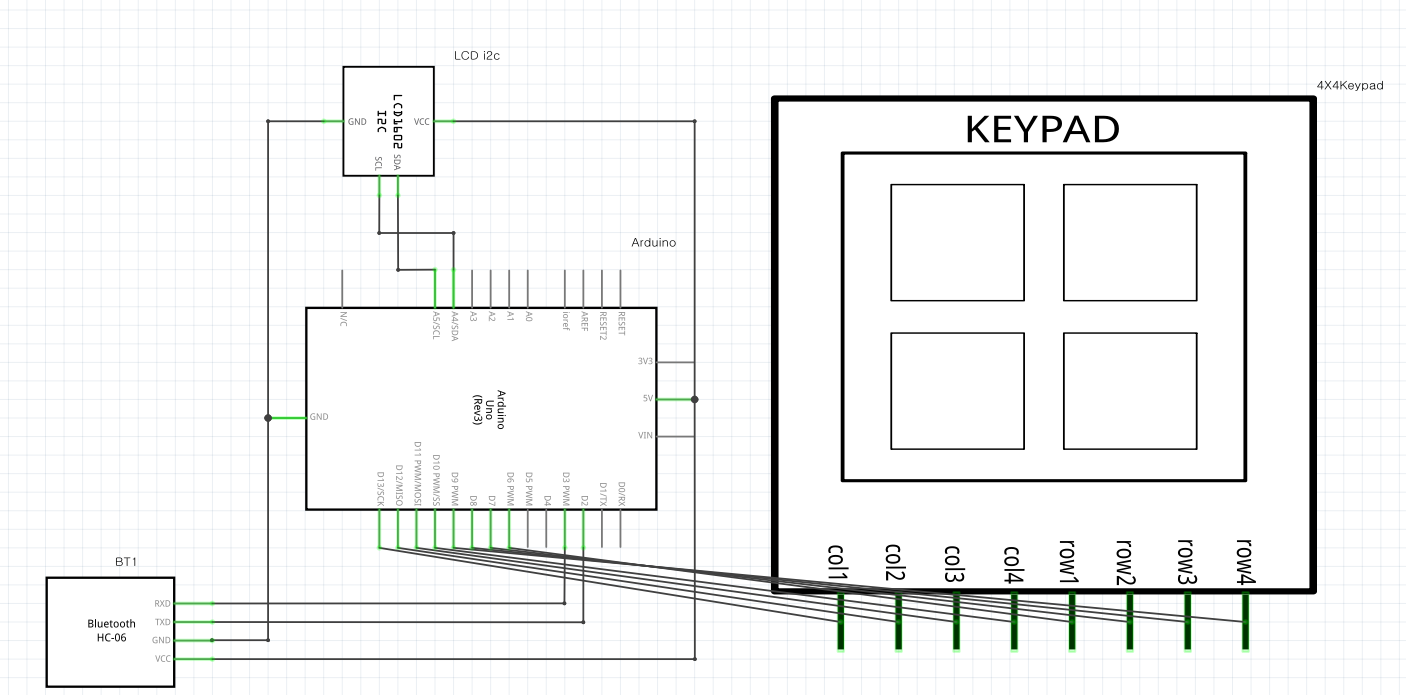 LCD i2c
4X4Keypad
LCD1602
I2C
GND
VCC
SCL
SDA
KEYPAD
Arduino
N/C
A5/SCL
A4/SDA
A3
A2
A1
A0
ioref
AREF
RESET2
RESET
3V3
5V
VIN
GND
Arduino
Uno
(Rev3)
D13/SCK
D12/MISO
D11 PWM/MOSI
D10 PWM/SS
D9 PWM
D8
D7
D6 PWM
D5 PWM
D4
D3 PWM
D2
D1/TX
D0/RX
col1
col2
col3
col4
row1
row2
row3
row4
BT1
Bluetooth
HC-06
RXD
TXD
GND
VCC